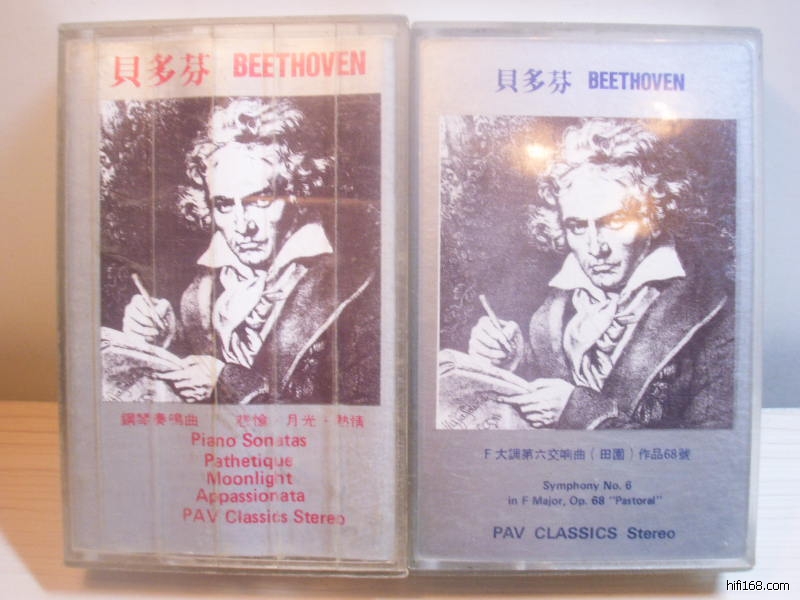 貝多芬 BEETHOVEN
鋼琴奏鳴曲 悲愴·月光·熱情
Piano Sonatas
Pathetique
Moonlight
Appassionata
PAV Classics Stereo
貝多芬 BEETHOVEN
F大調第六交响曲(田園)作品68號
Symphony No. 6
in F Major, Op. 68 "Pastoral"
PAV CLASSICS Stereo
hifi168.com